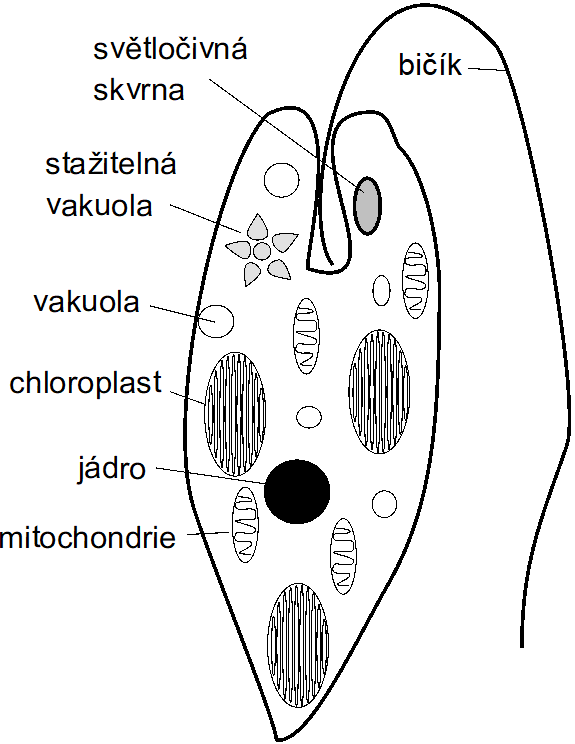 světločivná
skvrna
bičík
stažitelná
vakuola
vakuola
chloroplast
jádro
mitochondrie